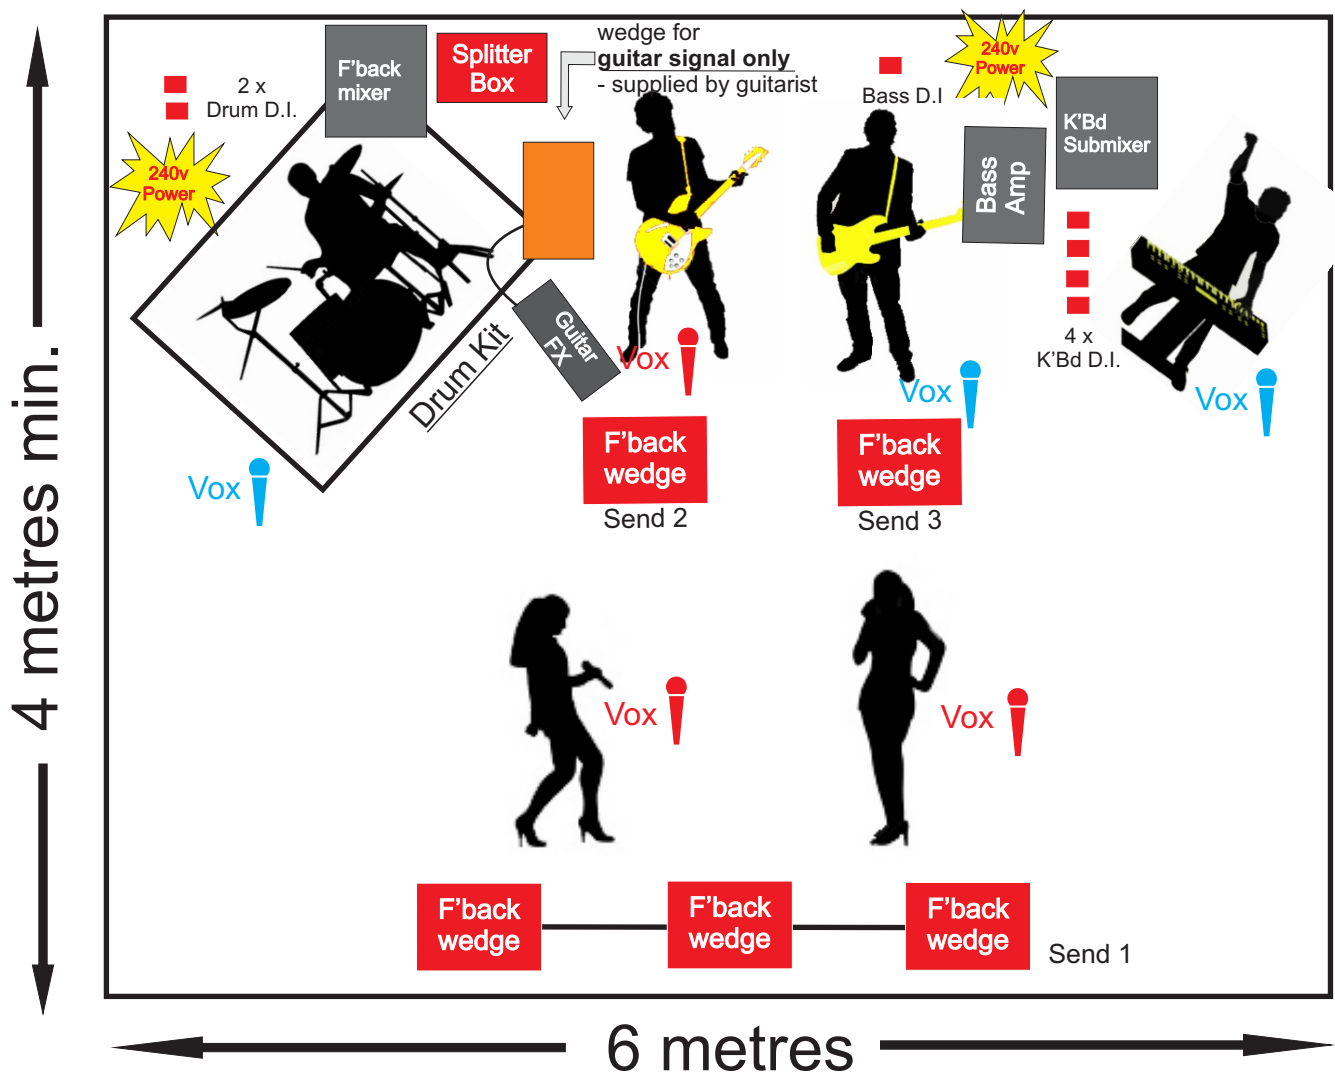 F'back
mixer
Splitter
Box
wedge for
guitar signal only
- supplied by guitarist
2 x
Drum D.I.
240v
Power
Bass D.I
240v
Power
K'Bd
Submixer
Bass
Amp
4 x
K'Bd D.I.
Guitar
FX
Drum Kit
Vox
Vox
Vox
Vox
F'back
wedge
Send 2
F'back
wedge
Send 3
Vox
Vox
F'back
wedge
F'back
wedge
F'back
wedge
Send 1
4 metres min.
6 metres